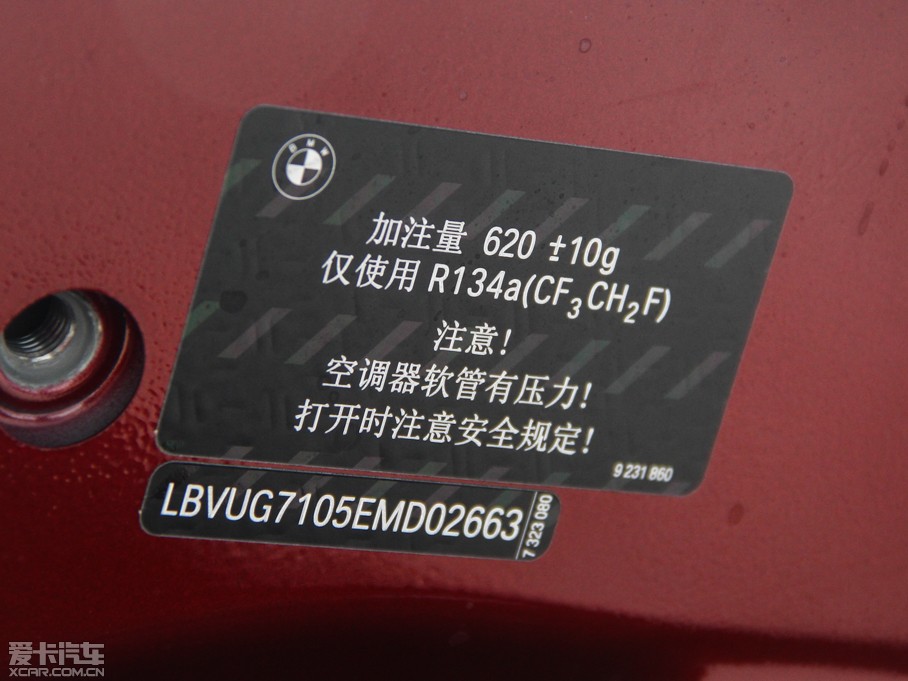 BMW
加注量 620 ±10g
仅使用 R134a(CF₃CH₂F)
注意!
空调器软管有压力!
打开时注意安全规定!
9 231 860
LBVUG7105EMD02663
7 323 080
爱卡汽车
XCAR.COM.CN